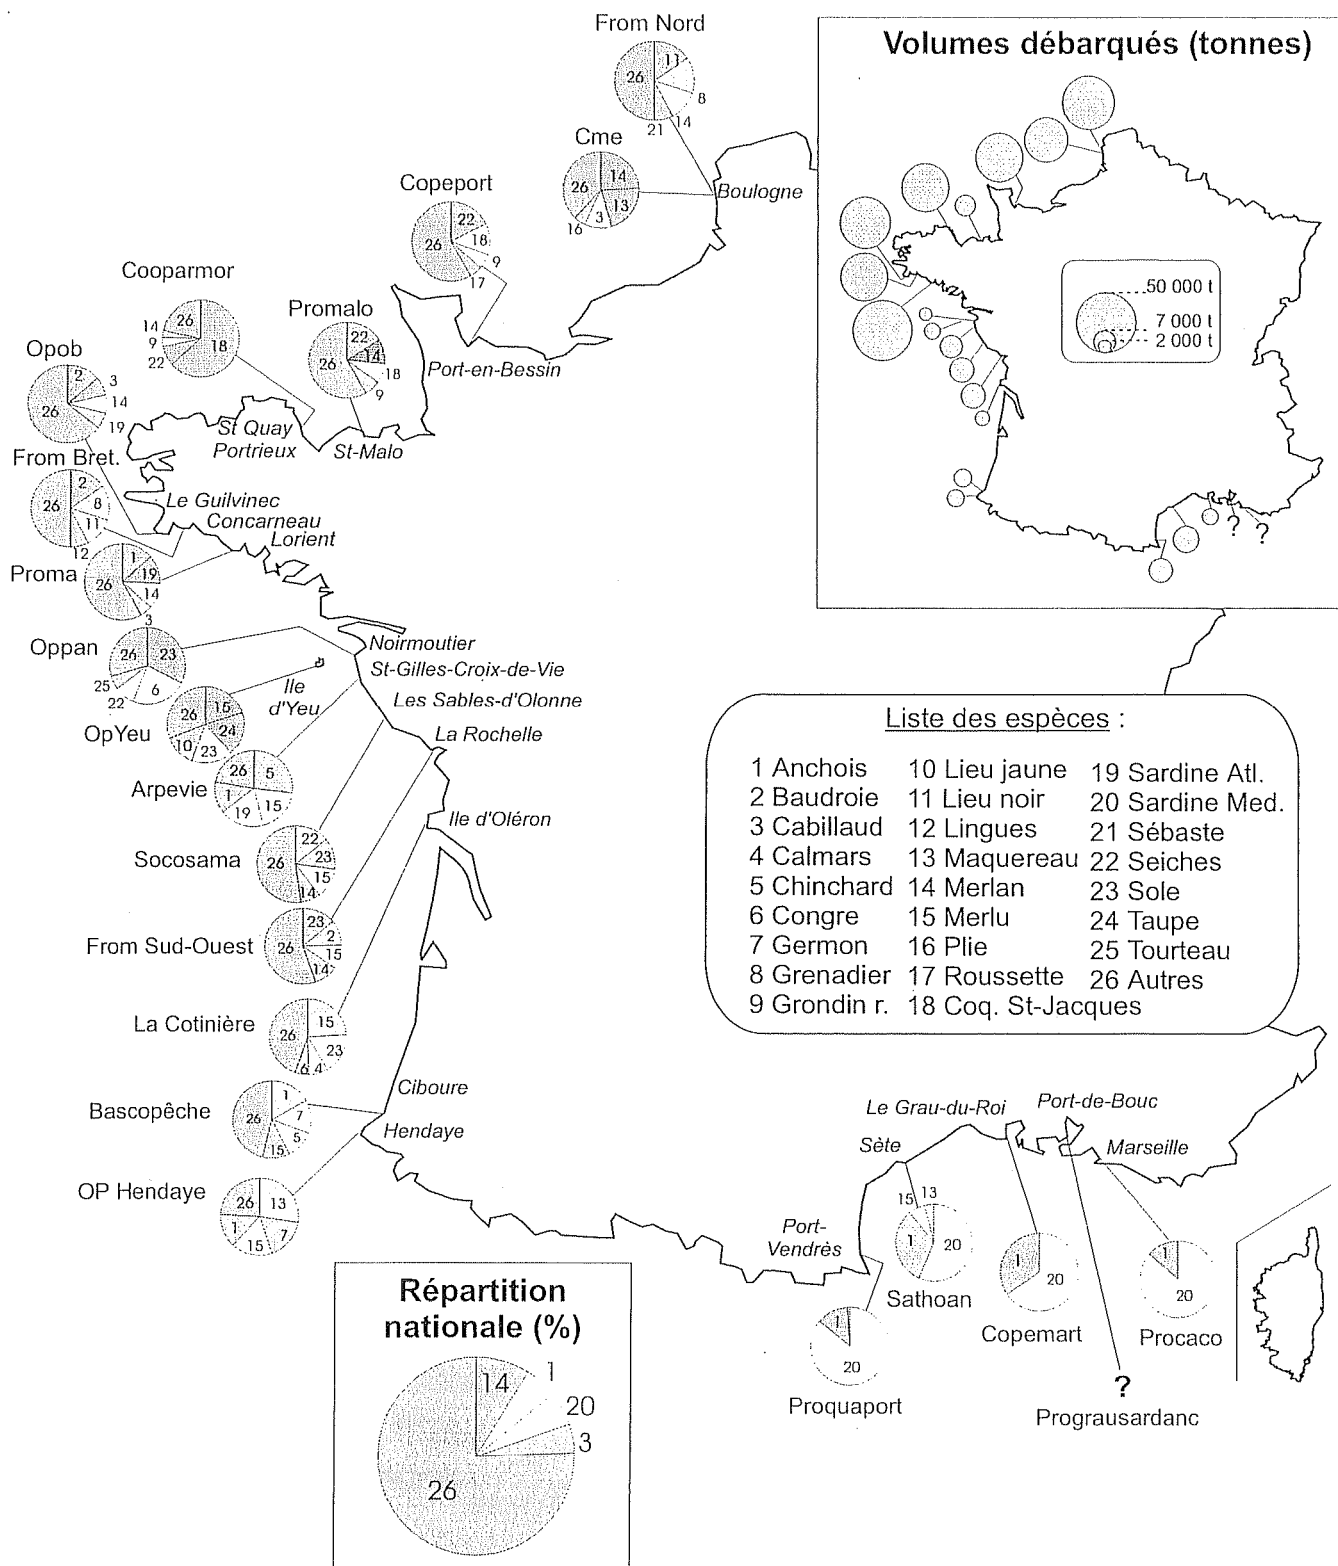 From Nord
26 11 8 14 21
Cme
26 14 13 3 16
Boulogne
Copeport
26 22 18 9 17
Port-en-Bessin
Cooparmor
14 26 9 22 18
Promalo
22 14 26 18 9
St Quay
Portrieux
St-Malo
Opob
2 3 14 26 19
From Bret.
2 8 26 11 12
Le Guilvinec
Concarneau
Lorient
Proma
1 19 26 14 3
Oppan
26 23 25 6 22
Noirmoutier
St-Gilles-Croix-de-Vie
Ile
d'Yeu
Les Sables-d'Olonne
OpYeu
26 15 24 10 23
La Rochelle
Arpevie
26 5 1 19 15
Ile d'Oléron
Socosama
22 23 26 15 14
From Sud-Ouest
23 2 26 15 14
La Cotinière
15 26 23 6 4
Bascopêche
1 7 26 5 15
Ciboure
Hendaye
OP Hendaye
26 13 1 7 15
Volumes débarqués (tonnes)
50 000 t
7 000 t
2 000 t
? ?
Liste des espèces :
1 Anchois
2 Baudroie
3 Cabillaud
4 Calmars
5 Chinchard
6 Congre
7 Germon
8 Grenadier
9 Grondin r.
10 Lieu jaune
11 Lieu noir
12 Lingues
13 Maquereau
14 Merlan
15 Merlu
16 Plie
17 Roussette
18 Coq. St-Jacques
19 Sardine Atl.
20 Sardine Med.
21 Sébaste
22 Seiches
23 Sole
24 Taupe
25 Tourteau
26 Autres
Le Grau-du-Roi
Port-de-Bouc
Sète
Marseille
Port-
Vendrès
15 13 1 20
Sathoan
1 20
Copemart
1 20
Procaco
1 20
Proquaport
?
Prograusardanc
Répartition
nationale (%)
14 1 20 3 26